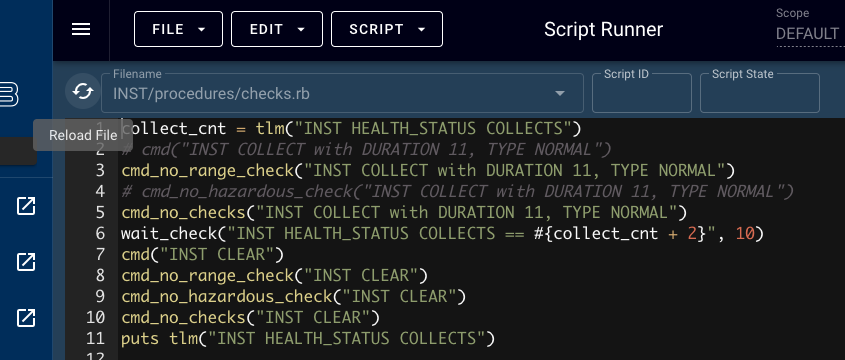 FILE EDIT SCRIPT Script Runner Scope
DEFAULT
Filename Script ID Script State
INST/procedures/checks.rb
Reload File
1 collect_cnt = tlm("INST HEALTH_STATUS COLLECTS")
2 # cmd("INST COLLECT with DURATION 11, TYPE NORMAL")
3 cmd_no_range_check("INST COLLECT with DURATION 11, TYPE NORMAL")
4 # cmd_no_hazardous_check("INST COLLECT with DURATION 11, TYPE NORMAL")
5 cmd_no_checks("INST COLLECT with DURATION 11, TYPE NORMAL")
6 wait_check("INST HEALTH_STATUS COLLECTS == #{collect_cnt + 2}", 10)
7 cmd("INST CLEAR")
8 cmd_no_range_check("INST CLEAR")
9 cmd_no_hazardous_check("INST CLEAR")
10 cmd_no_checks("INST CLEAR")
11 puts tlm("INST HEALTH_STATUS COLLECTS")
12